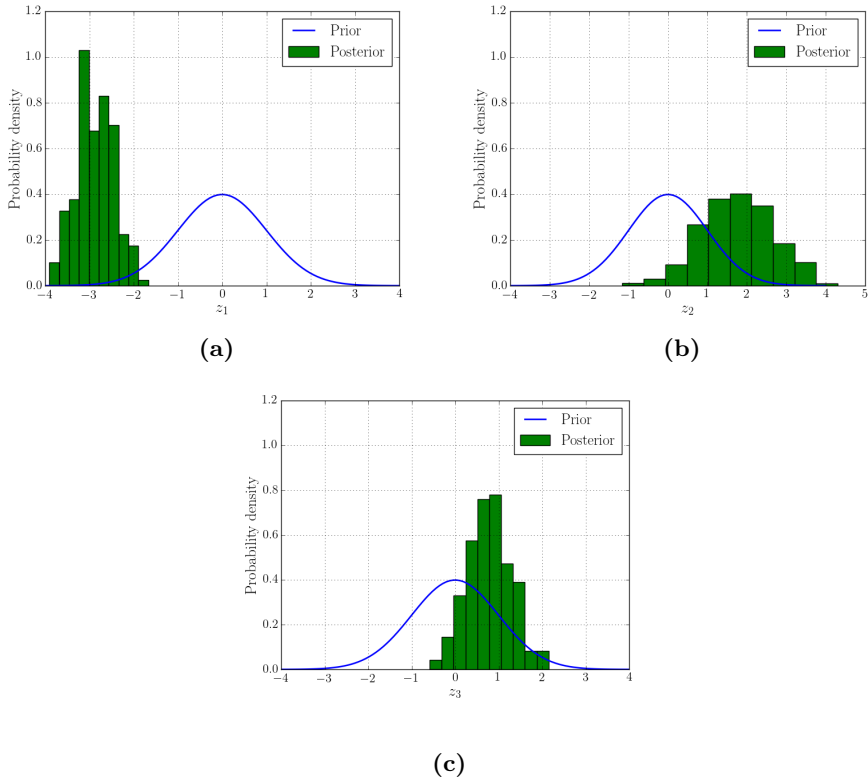 1.2
1.0
0.8
0.6
0.4
0.2
0.0
Probability density
−4 −3 −2 −1 0 1 2 3 4
z1
Prior
Posterior
(a)
1.2
1.0
0.8
0.6
0.4
0.2
0.0
Probability density
−4 −3 −2 −1 0 1 2 3 4 5
z2
Prior
Posterior
(b)
1.2
1.0
0.8
0.6
0.4
0.2
0.0
Probability density
−4 −3 −2 −1 0 1 2 3 4
z3
Prior
Posterior
(c)